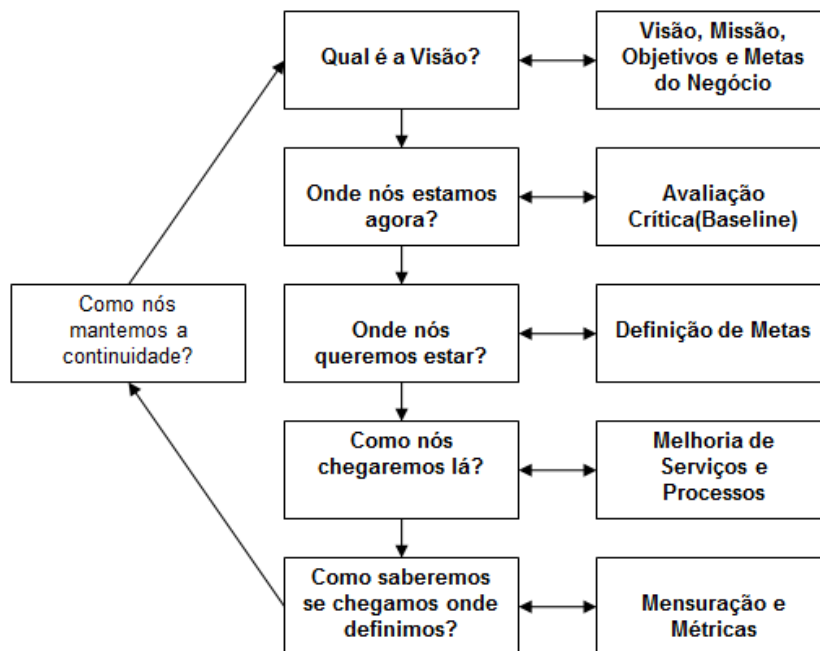 Qual é a Visão?
Visão, Missão,
Objetivos e Metas
do Negócio
Onde nós estamos
agora?
Avaliação
Crítica(Baseline)
Como nós
mantemos a
continuidade?
Onde nós
queremos estar?
Definição de Metas
Como nós
chegaremos lá?
Melhoria de
Serviços e
Processos
Como saberemos
se chegamos onde
definimos?
Mensuração e
Métricas